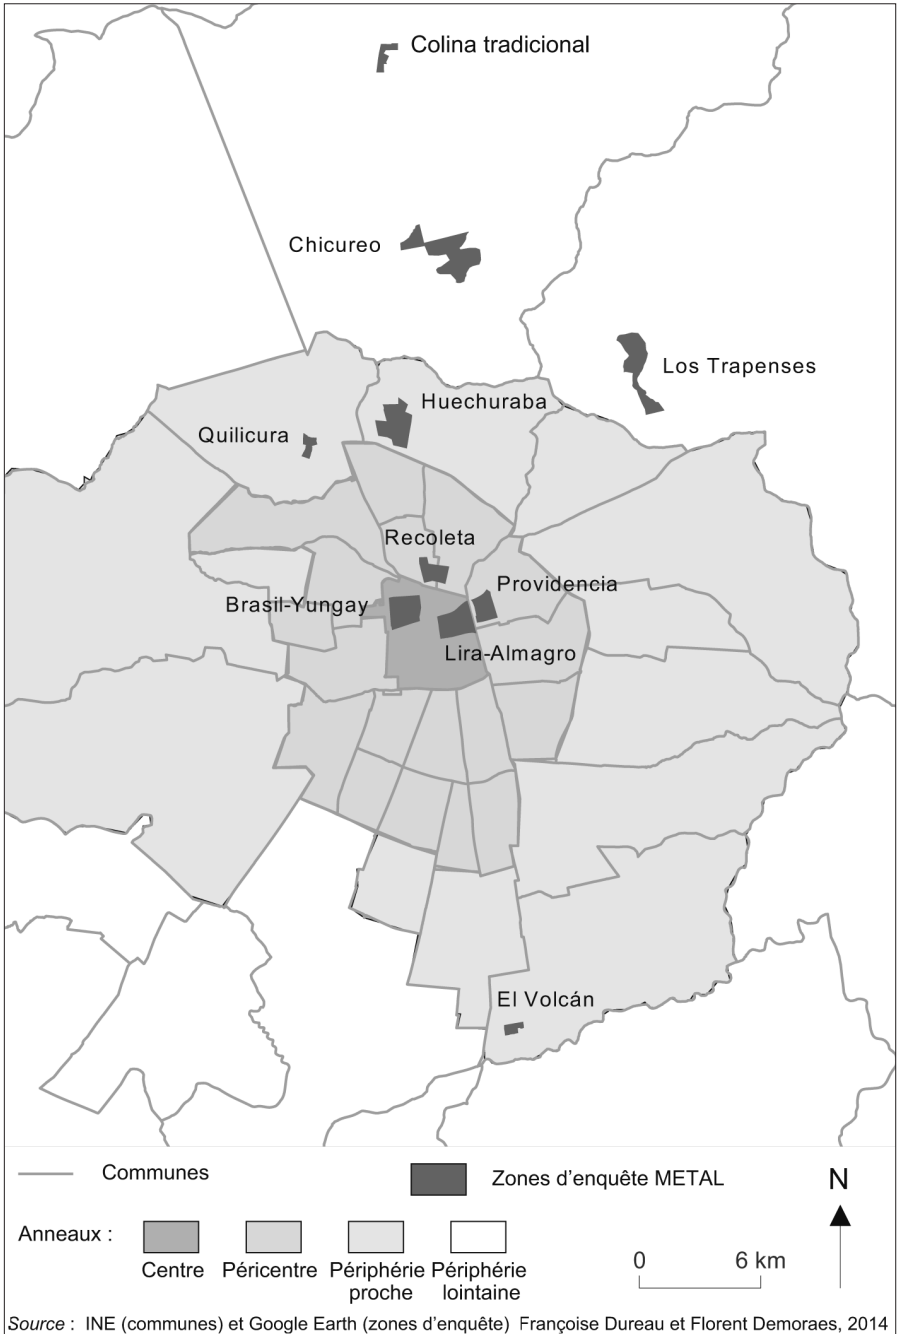 Colina tradicional
Chicureo
Los Trapenses
Huechuraba
Quilicura
Recoleta
Providencia
Brasil-Yungay
Lira-Almagro
El Volcán
Communes
Zones d'enquête METAL
N
Anneaux :
Centre
Péricentre
Périphérie
proche
Périphérie
lointaine
0 6 km
Source : INE (communes) et Google Earth (zones d'enquête) Françoise Dureau et Florent Demoraes, 2014